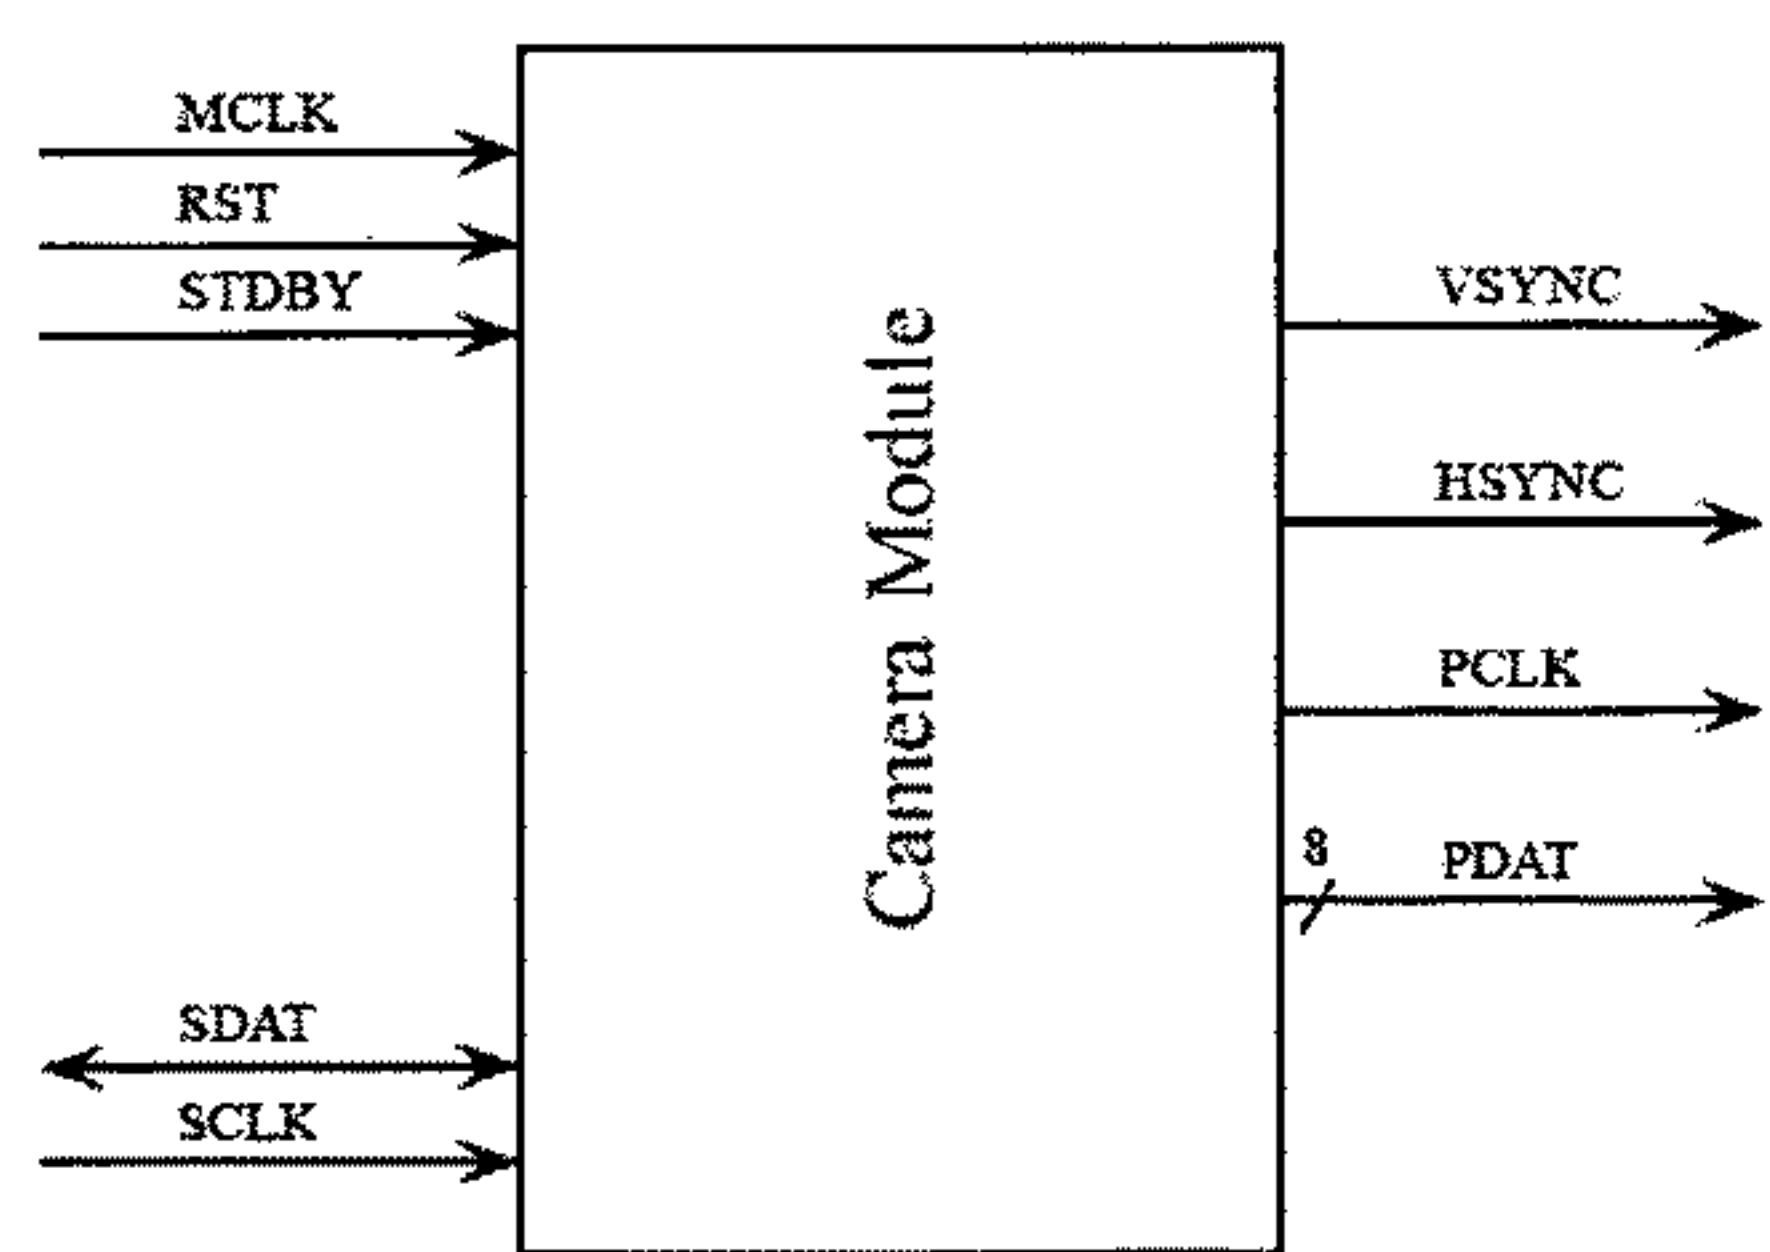 MCLK
RST
STDBY
SDAT
SCLK
Camera Module
VSYNC
HSYNC
PCLK
8
PDAT